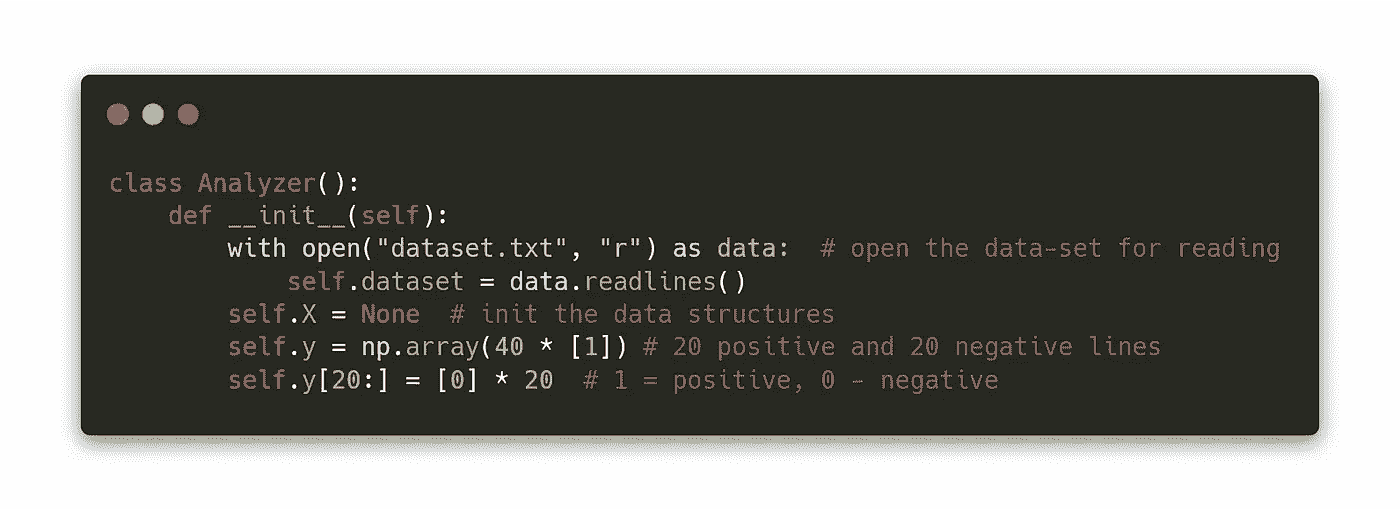 class Analyzer():
    def __init__(self):
        with open("dataset.txt", "r") as data:  # open the data-set for reading
            self.dataset = data.readlines()
        self.X = None  # init the data structures
        self.y = np.array(40 * [1]) # 20 positive and 20 negative lines
        self.y[20:] = [0] * 20  # 1 = positive, 0 - negative